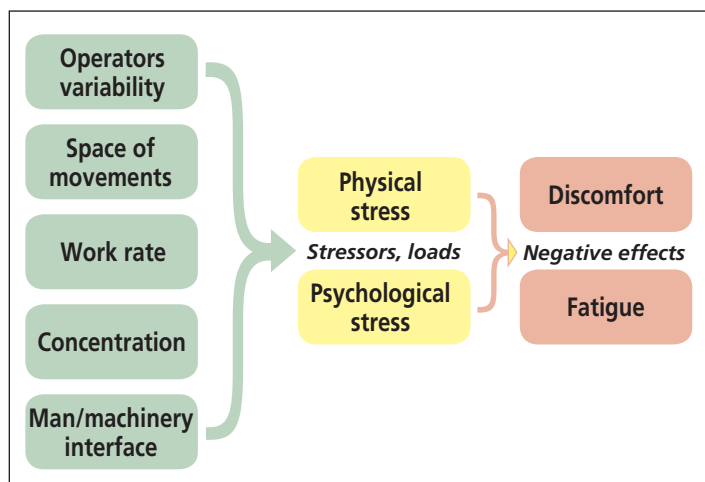 Operators
variability
Space of
movements
Work rate
Concentration
Man/machinery
interface
Physical
stress
Stressors, loads
Psychological
stress
Discomfort
Negative effects
Fatigue